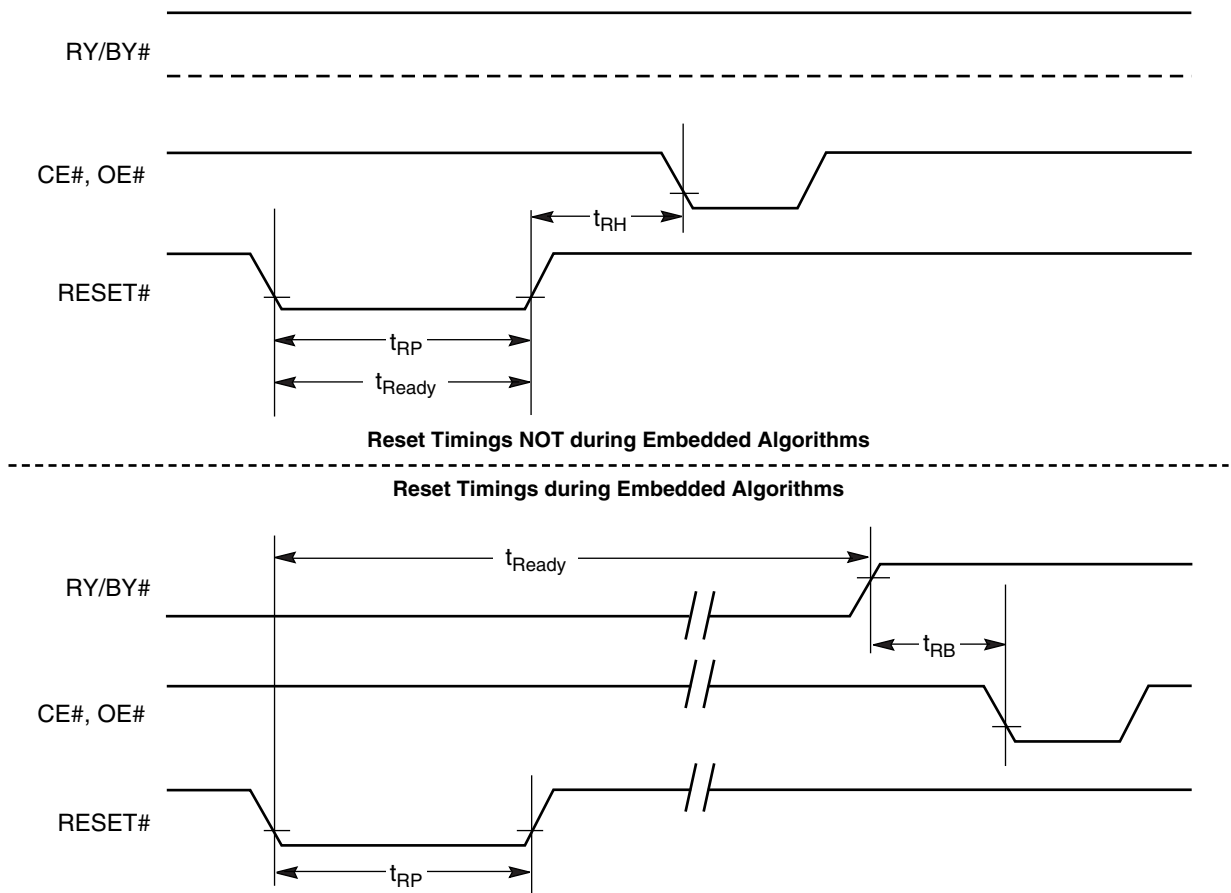 RY/BY#
CE#, OE#
tRH
RESET#
tRP
tReady
Reset Timings NOT during Embedded Algorithms
Reset Timings during Embedded Algorithms
tReady
RY/BY#
tRB
CE#, OE#
RESET#
tRP